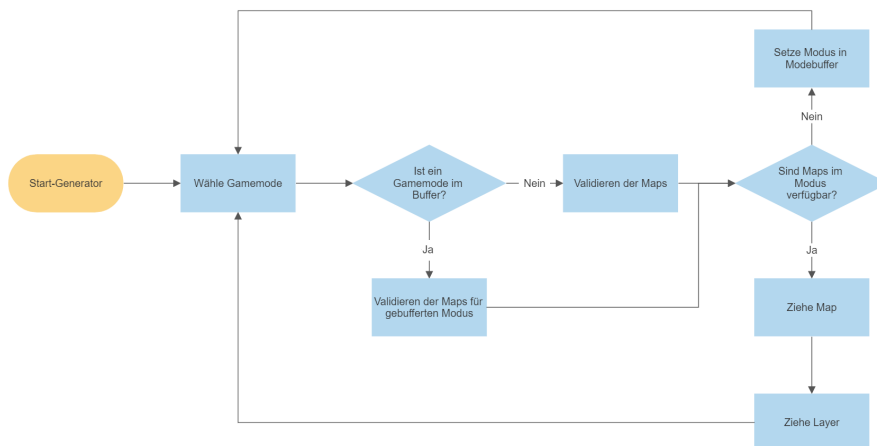 Setze Modus in
Modebuffer
Nein
Start-Generator
Wähle Gamemode
Ist ein
Gamemode im
Buffer?
Nein
Validieren der Maps
Sind Maps im
Modus
verfügbar?
Ja
Ja
Validieren der Maps für
gebufferten Modus
Ziehe Map
Ziehe Layer